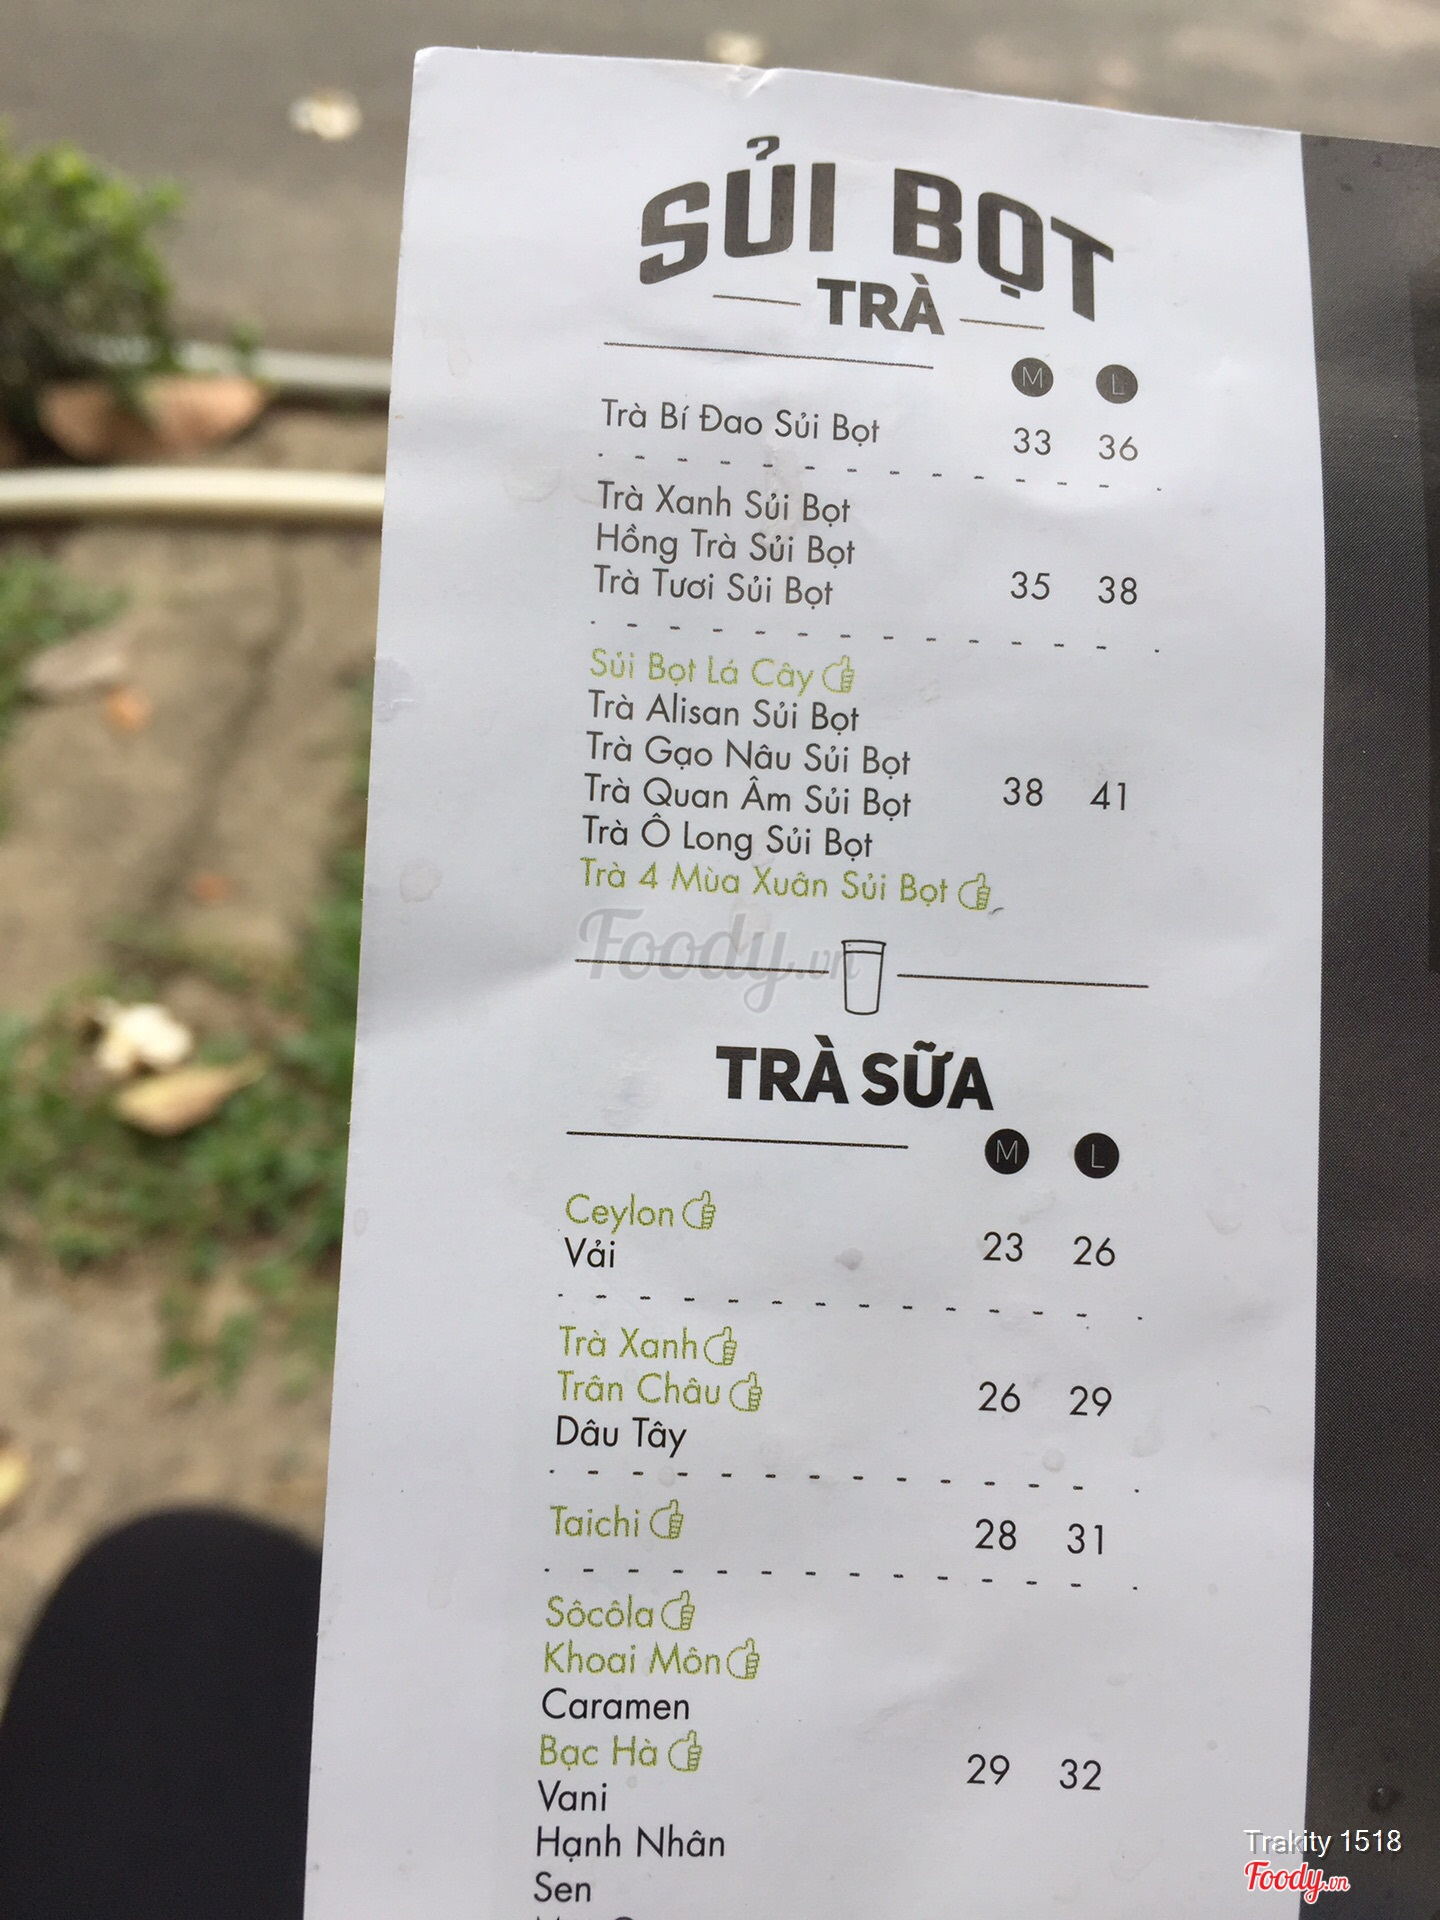 SỦI BỌT
TRÀ
M L
Trà Bí Đao Sủi Bọt 33 36
Trà Xanh Sủi Bọt
Hồng Trà Sủi Bọt
Trà Tươi Sủi Bọt 35 38
Sủi Bọt Lá Cây
Trà Alisan Sủi Bọt
Trà Gạo Nâu Sủi Bọt
Trà Quan Âm Sủi Bọt 38 41
Trà Ô Long Sủi Bọt
Trà 4 Mùa Xuân Sủi Bọt
Foody.vn
TRÀ SỮA
M L
Ceylon
Vải 23 26
Trà Xanh
Trân Châu 26 29
Dâu Tây
Taichi 28 31
Sôcôla
Khoai Môn
Caramen
Bạc Hà 29 32
Vani
Hạnh Nhân
Sen
Trakity 1518
Foody.vn